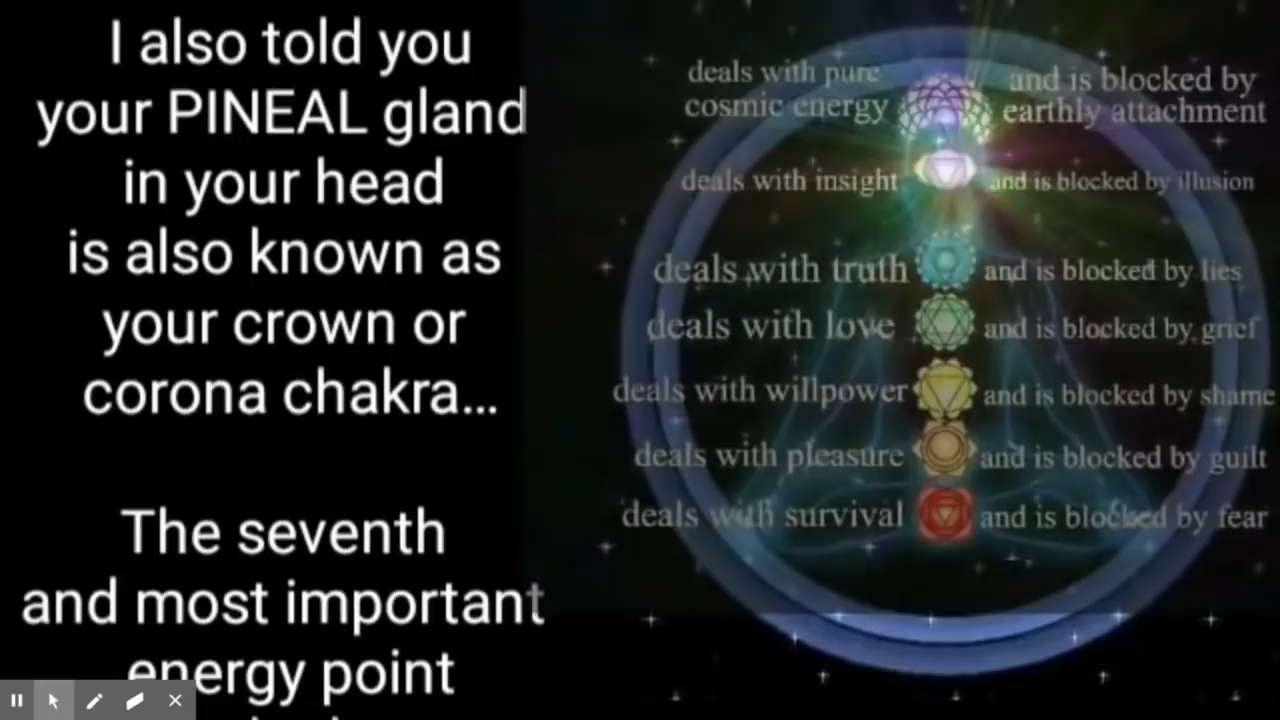 I also told you
your PINEAL gland
in your head
is also known as
your crown or
corona chakra...
The seventh
and most important
energy point
deals with pure
cosmic energy
and is blocked by
earthly attachment
deals with insight
and is blocked by illusion
deals with truth
and is blocked by lies
deals with love
and is blocked by grief
deals with willpower
and is blocked by shame
deals with pleasure
and is blocked by guilt
deals with survival
and is blocked by fear